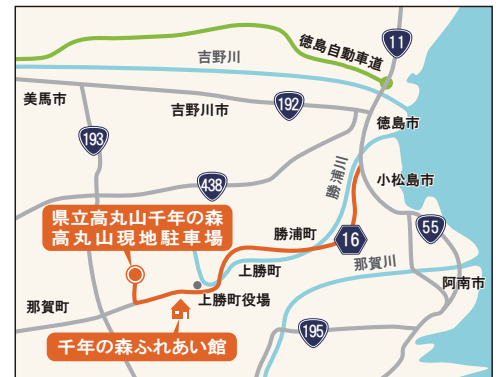 11
徳島自動車道
吉野川
美馬市
吉野川市
192
徳島市
193
勝浦川
438
小松島市
県立高丸山千年の森
高丸山現地駐車場
勝浦町
16
55
上勝町
那賀川
那賀町
上勝町役場
阿南市
千年の森ふれあい館
195